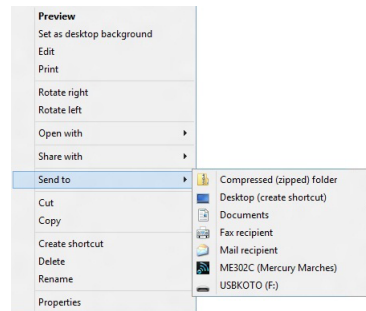 Preview
Set as desktop background
Edit
Print
Rotate right
Rotate left
Open with
Share with
Send to
Cut
Copy
Create shortcut
Delete
Rename
Properties
Compressed (zipped) folder
Desktop (create shortcut)
Documents
Fax recipient
Mail recipient
ME302C (Mercury Marches)
USBKOTO (F:)